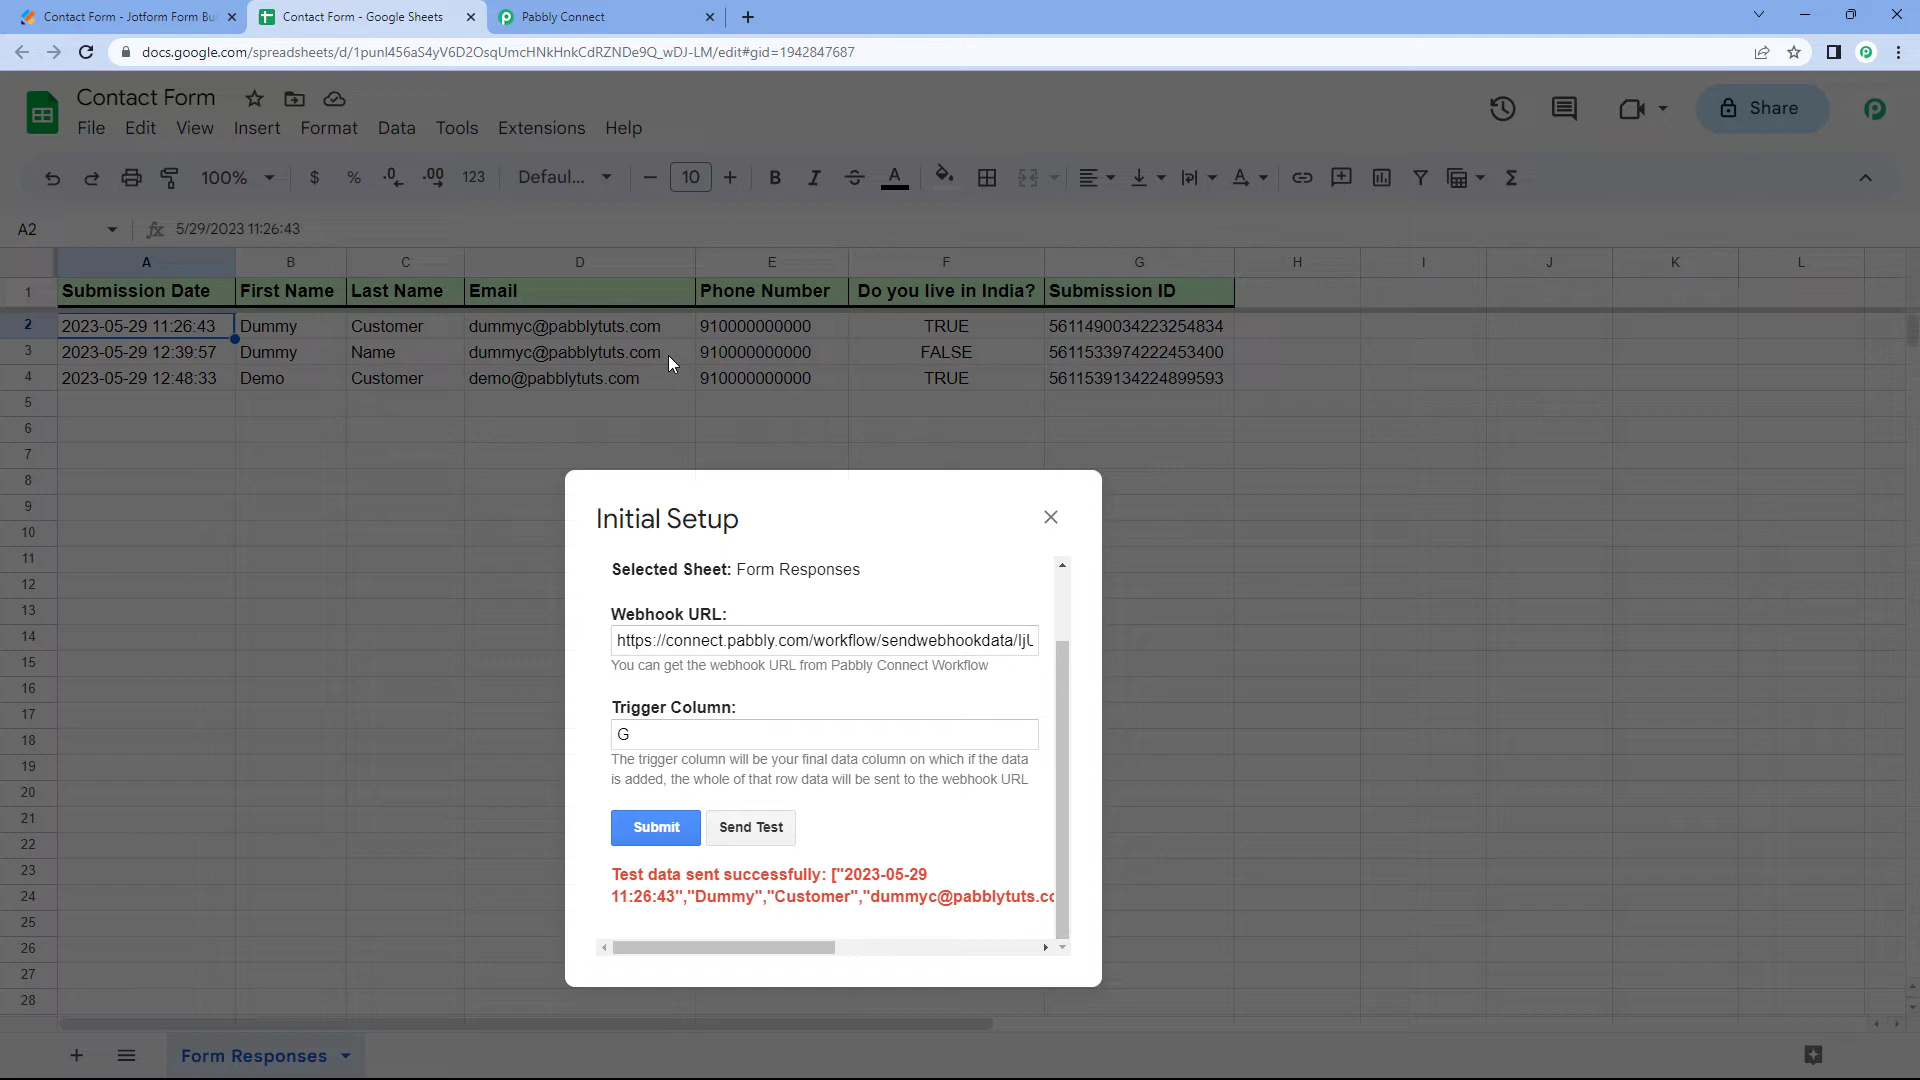 Contact Form - Jotform Form Bu
Contact Form - Google Sheets
Pabbly Connect
docs.google.com/spreadsheets/d/1punI456aS4yV6D2OsqUmcHNkHnkCdRZNDe9Q_wDJ-LM/edit#gid=1942847687
Contact Form
File Edit View Insert Format Data Tools Extensions Help
Share
100% $ % .0 .00 123 Defaul... 10 B I A
A2 fx 5/29/2023 11:26:43
A B C D E F G H I J K L
1 Submission Date First Name Last Name Email Phone Number Do you live in India? Submission ID
2 2023-05-29 11:26:43 Dummy Customer dummyc@pabblytuts.com 910000000000 TRUE 5611490034223254834
3 2023-05-29 12:39:57 Dummy Name dummyc@pabblytuts.com 910000000000 FALSE 5611533974222453400
4 2023-05-29 12:48:33 Demo Customer demo@pabblytuts.com 910000000000 TRUE 5611539134224899593
5
6
7
8
9
10
11
12
13
14
15
16
17
18
19
20
21
22
23
24
25
26
27
28
Initial Setup
Selected Sheet: Form Responses
Webhook URL:
https://connect.pabbly.com/workflow/sendwebhookdata/
You can get the webhook URL from Pabbly Connect Workflow
Trigger Column:
G
The trigger column will be your final data column on which if the data
is added, the whole of that row data will be sent to the webhook URL
Submit Send Test
Test data sent successfully: ["2023-05-29
11:26:43","Dummy","Customer","dummyc@pabblytuts.co
Form Responses